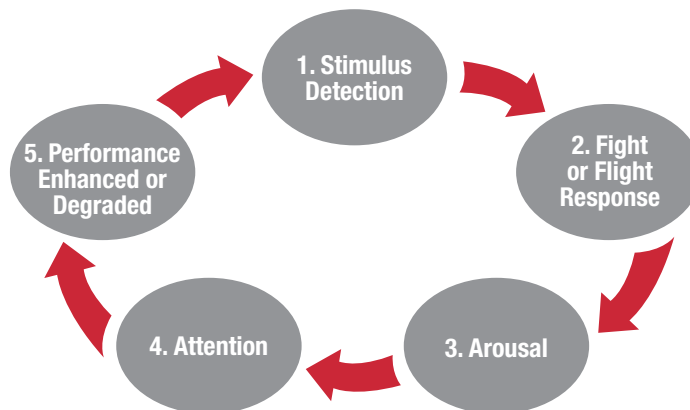 1. Stimulus
Detection
2. Fight
or Flight
Response
3. Arousal
4. Attention
5. Performance
Enhanced or
Degraded